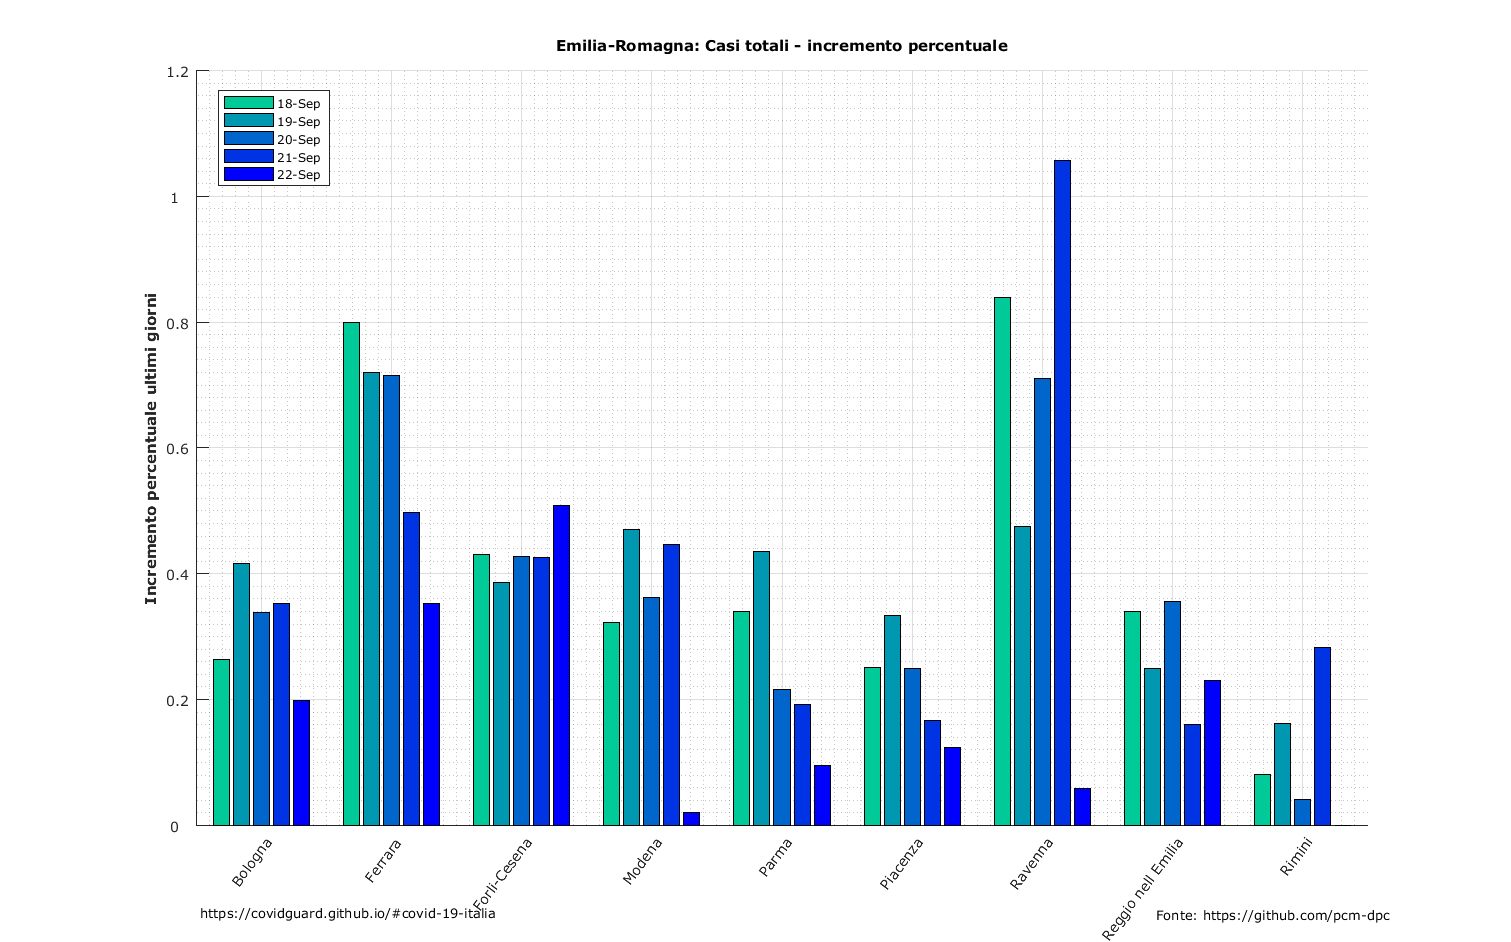 Emilia-Romagna: Casi totali - incremento percentuale
1.2
1
0.8
0.6
0.4
0.2
0
Incremento percentuale ultimi giorni
18-Sep
19-Sep
20-Sep
21-Sep
22-Sep
Bologna
Ferrara
Forlì-Cesena
Modena
Parma
Piacenza
Ravenna
Reggio nell Emilia
Rimini
https://covidguard.github.io/#covid-19-italia
Fonte: https://github.com/pcm-dpc